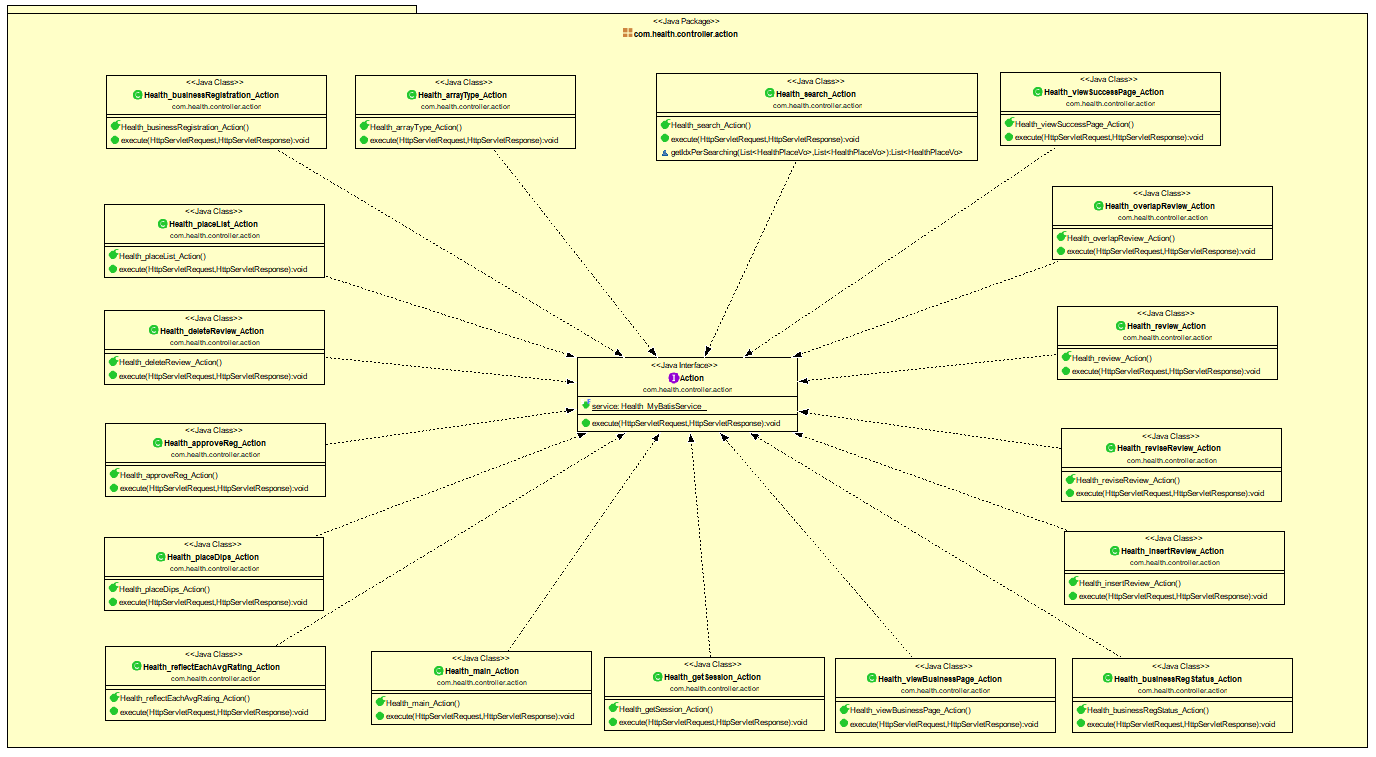 <<Java Package>>
com.health.controller.action
<<Java Class>>
Health_businessRegistration_Action
com.health.controller.action
Health_businessRegistration_Action()
execute(HttpServletRequest,HttpServletResponse):void
<<Java Class>>
Health_arrayType_Action
com.health.controller.action
Health_arrayType_Action()
execute(HttpServletRequest,HttpServletResponse):void
<<Java Class>>
Health_search_Action
com.health.controller.action
Health_search_Action()
execute(HttpServletRequest,HttpServletResponse):void
getIdxPerSearching(List<HealthPlaceVo>,List<HealthPlaceVo>):List<HealthPlaceVo>
<<Java Class>>
Health_viewSuccessPage_Action
com.health.controller.action
Health_viewSuccessPage_Action()
execute(HttpServletRequest,HttpServletResponse):void
<<Java Class>>
Health_overlapReview_Action
com.health.controller.action
Health_overlapReview_Action()
execute(HttpServletRequest,HttpServletResponse):void
<<Java Class>>
Health_placeList_Action
com.health.controller.action
Health_placeList_Action()
execute(HttpServletRequest,HttpServletResponse):void
<<Java Class>>
Health_deleteReview_Action
com.health.controller.action
Health_deleteReview_Action()
execute(HttpServletRequest,HttpServletResponse):void
<<Java Class>>
Health_review_Action
com.health.controller.action
Health_review_Action()
execute(HttpServletRequest,HttpServletResponse):void
<<Java Interface>>
Action
com.health.controller.action
service: Health_MyBatisService
execute(HttpServletRequest,HttpServletResponse):void
<<Java Class>>
Health_approveReg_Action
com.health.controller.action
Health_approveReg_Action()
execute(HttpServletRequest,HttpServletResponse):void
<<Java Class>>
Health_reviseReview_Action
com.health.controller.action
Health_reviseReview_Action()
execute(HttpServletRequest,HttpServletResponse):void
<<Java Class>>
Health_placeDips_Action
com.health.controller.action
Health_placeDips_Action()
execute(HttpServletRequest,HttpServletResponse):void
<<Java Class>>
Health_insertReview_Action
com.health.controller.action
Health_insertReview_Action()
execute(HttpServletRequest,HttpServletResponse):void
<<Java Class>>
Health_reflectEachAvgRating_Action
com.health.controller.action
Health_reflectEachAvgRating_Action()
execute(HttpServletRequest,HttpServletResponse):void
<<Java Class>>
Health_main_Action
com.health.controller.action
Health_main_Action()
execute(HttpServletRequest,HttpServletResponse):void
<<Java Class>>
Health_getSession_Action
com.health.controller.action
Health_getSession_Action()
execute(HttpServletRequest,HttpServletResponse):void
<<Java Class>>
Health_viewBusinessPage_Action
com.health.controller.action
Health_viewBusinessPage_Action()
execute(HttpServletRequest,HttpServletResponse):void
<<Java Class>>
Health_businessRegStatus_Action
com.health.controller.action
Health_businessRegStatus_Action()
execute(HttpServletRequest,HttpServletResponse):void